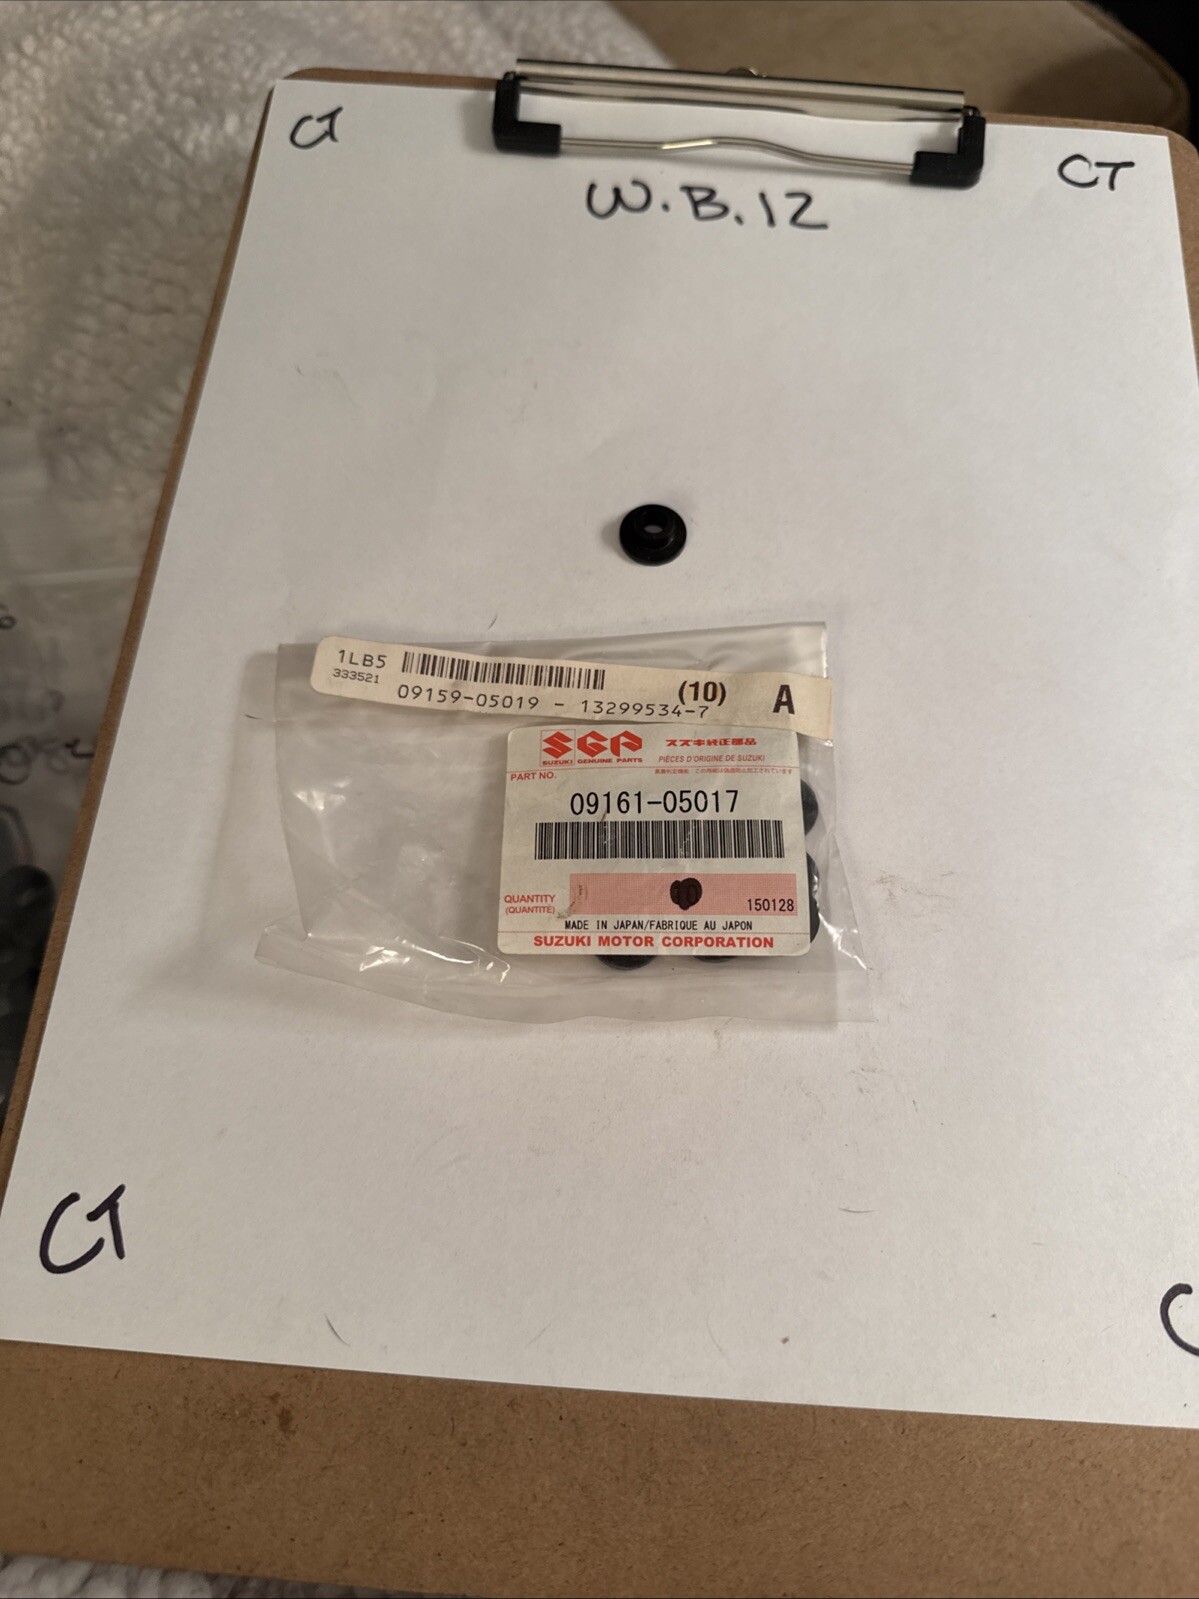 CT
CT
W.B.12
1LB5
333521
09159-05019 - 13299534-7
(10)
A
SGP
SUZUKI GENUINE PARTS
スズキ純正部品
PIÈCES D'ORIGINE DE SUZUKI
PART NO.
09161-05017
QUANTITY
(QUANTITÉ)
10
150128
MADE IN JAPAN/FABRIQUE AU JAPON
SUZUKI MOTOR CORPORATION
CT
C